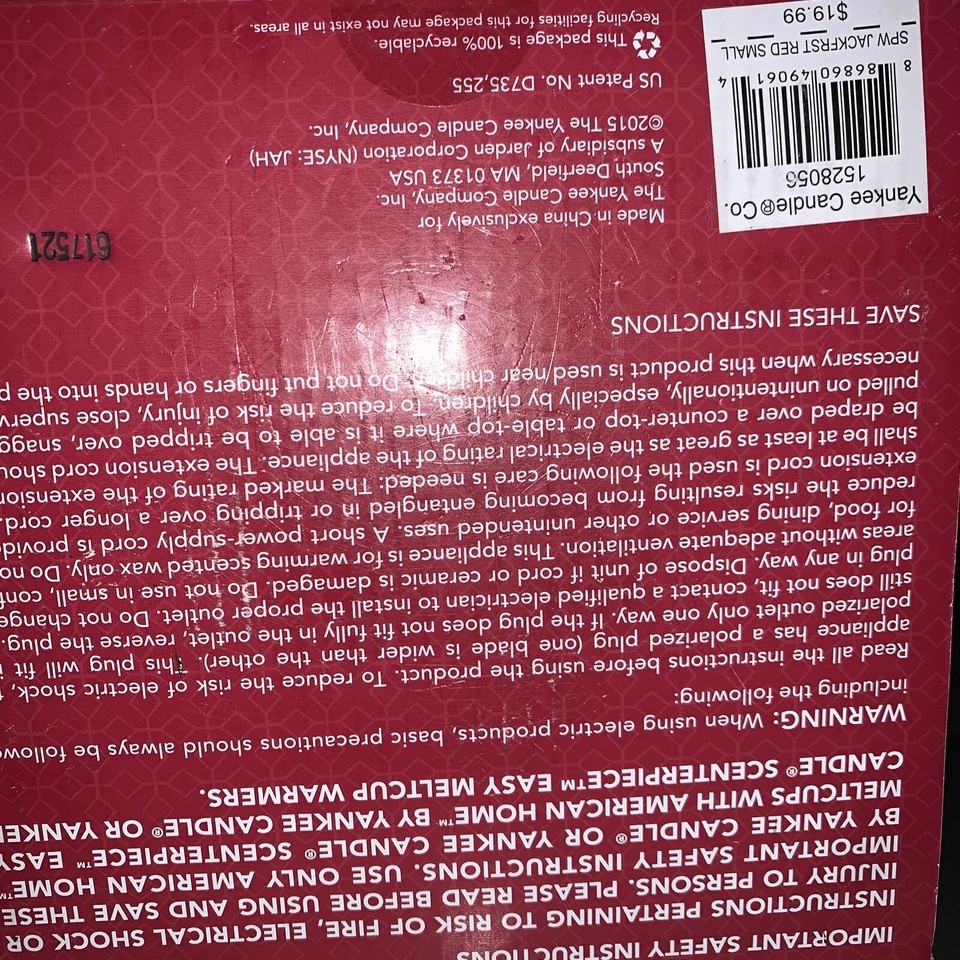 IMPORTANT SAFETY INSTRUCTIONS
INSTRUCTIONS PERTAINING TO RISK OF FIRE, ELECTRICAL SHOCK OR
INJURY TO PERSONS. PLEASE READ BEFORE USING AND SAVE THESE
IMPORTANT SAFETY INSTRUCTIONS. USE ONLY AMERICAN HOME™
BY YANKEE CANDLE® OR YANKEE CANDLE® SCENTERPIECE™ EASY
MELTCUPS WITH AMERICAN HOME™ BY YANKEE CANDLE® OR YANKEE
CANDLE® SCENTERPIECE™ EASY MELTCUP WARMERS.
WARNING: When using electric products, basic precautions should always be followe
including the following:
Read all the instructions before using the product. To reduce the risk of electric shock,
appliance has a polarized plug (one blade is wider than the other). This plug will fit
polarized outlet only one way. If the plug does not fit fully in the outlet, reverse the plug.
still does not fit, contact a qualified electrician to install the proper outlet. Do not change
plug in any way. Dispose of unit if cord or ceramic is damaged. Do not use in small, conf
areas without adequate ventilation. This appliance is for warming scented wax only. Do no
for food, dining service or other unintended uses. A short power-supply cord is provide
reduce the risks resulting from becoming entangled in or tripping over a longer cord.
extension cord is used the following care is needed: The marked rating of the extension
shall be at least as great as the electrical rating of the appliance. The extension cord shou
be draped over a counter-top or table-top where it is able to be tripped over, snagg
pulled on unintentionally, especially by children. To reduce the risk of injury, close superv
necessary when this product is used near children. Do not put fingers or hands into the p
SAVE THESE INSTRUCTIONS
617521
Made in China exclusively for
The Yankee Candle Company, Inc.
South Deerfield, MA 01373 USA
A subsidiary of Jarden Corporation (NYSE: JAH)
©2015 The Yankee Candle Company, Inc.
US Patent No. D735,255
This package is 100% recyclable.
Recycling facilities for this package may not exist in all areas.
Yankee Candle®Co.
1528056
8 86860 49061 4
SPW JACKFRST RED SMALL
$19.99